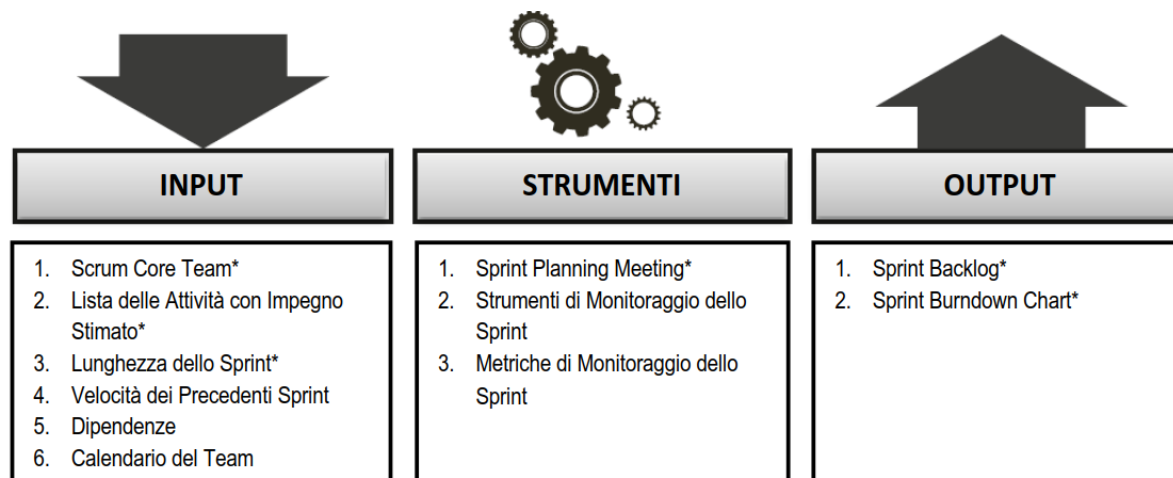 INPUT
1. Scrum Core Team*
2. Lista delle Attività con Impegno
Stimato*
3. Lunghezza dello Sprint*
4. Velocità dei Precedenti Sprint
5. Dipendenze
6. Calendario del Team
STRUMENTI
1. Sprint Planning Meeting*
2. Strumenti di Monitoraggio dello
Sprint
3. Metriche di Monitoraggio dello
Sprint
OUTPUT
1. Sprint Backlog*
2. Sprint Burndown Chart*